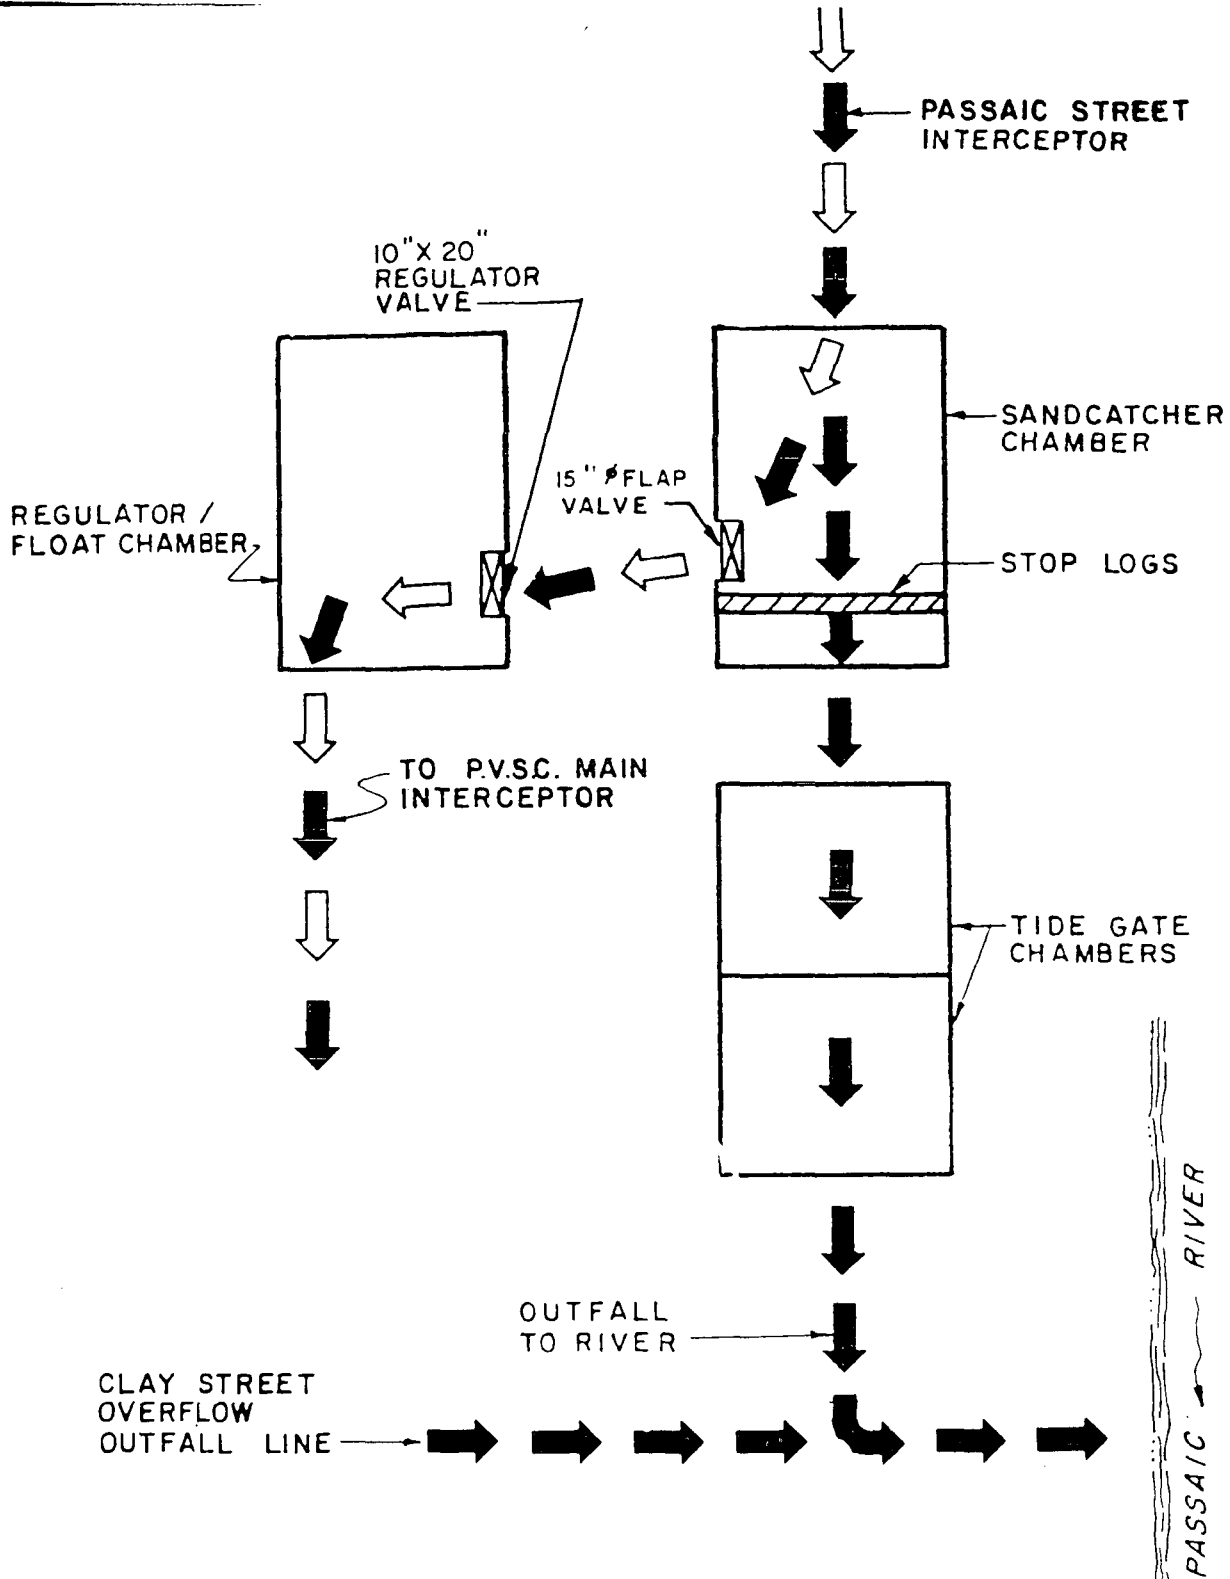 PASSAIC STREET
INTERCEPTOR
10" X 20"
REGULATOR
VALVE
SANDCATCHER
CHAMBER
15" ø FLAP
VALVE
REGULATOR /
FLOAT CHAMBER
STOP LOGS
TO P.V.S.C. MAIN
INTERCEPTOR
TIDE GATE
CHAMBERS
OUTFALL
TO RIVER
CLAY STREET
OVERFLOW
OUTFALL LINE
PASSAIC RIVER